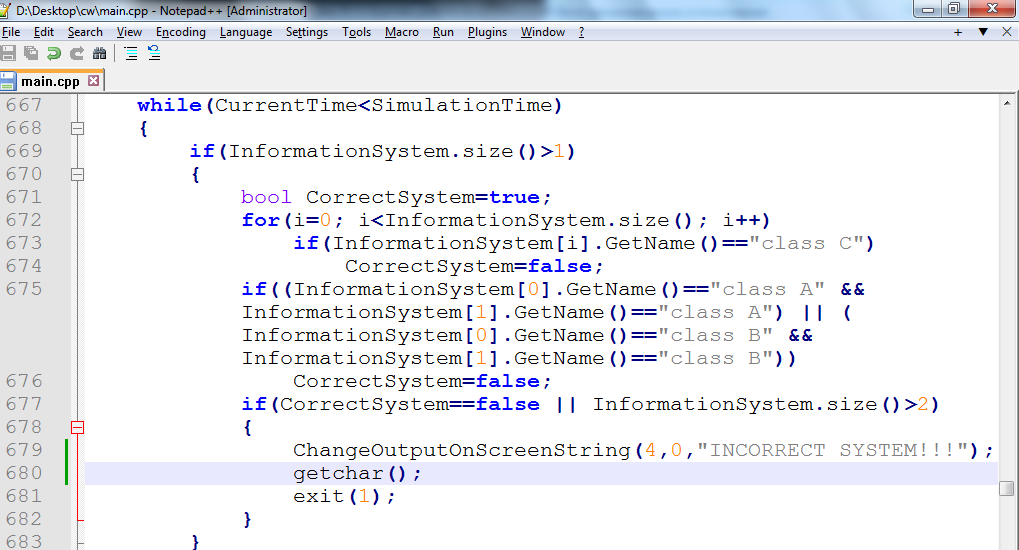 D:\Desktop\cw\main.cpp - Notepad++ [Administrator]
File Edit Search View Encoding Language Settings Tools Macro Run Plugins Window ? + ▼ X
main.cpp
667 while(CurrentTime<SimulationTime)
668 {
669 if(InformationSystem.size()>1)
670 {
671 bool CorrectSystem=true;
672 for(i=0; i<InformationSystem.size(); i++)
673 if(InformationSystem[i].GetName()=="class C")
674 CorrectSystem=false;
675 if((InformationSystem[0].GetName()=="class A" &&
InformationSystem[1].GetName()=="class A") || (
InformationSystem[0].GetName()=="class B" &&
InformationSystem[1].GetName()=="class B"))
676 CorrectSystem=false;
677 if(CorrectSystem==false || InformationSystem.size()>2)
678 {
679 ChangeOutputOnScreenString(4,0,"INCORRECT SYSTEM!!!");
680 getchar();
681 exit(1);
682 }
683 }